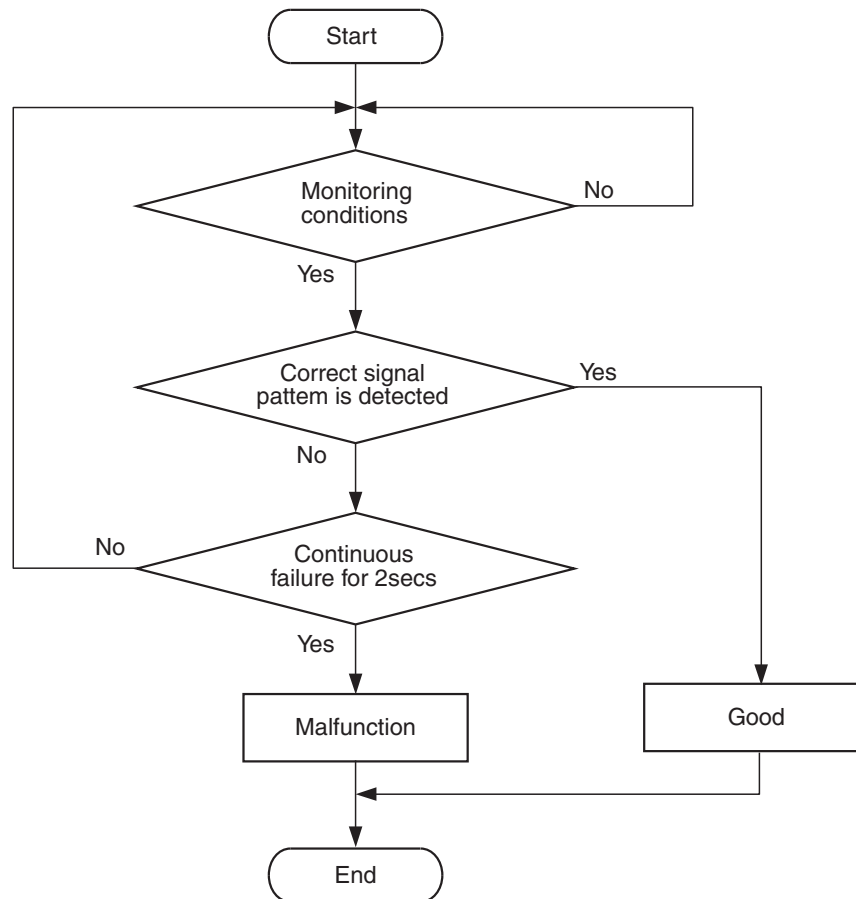 Start
Monitoring
conditions
No
Yes
Correct signal
pattem is detected
Yes
No
Continuous
failure for 2secs
No
Yes
Malfunction
Good
End